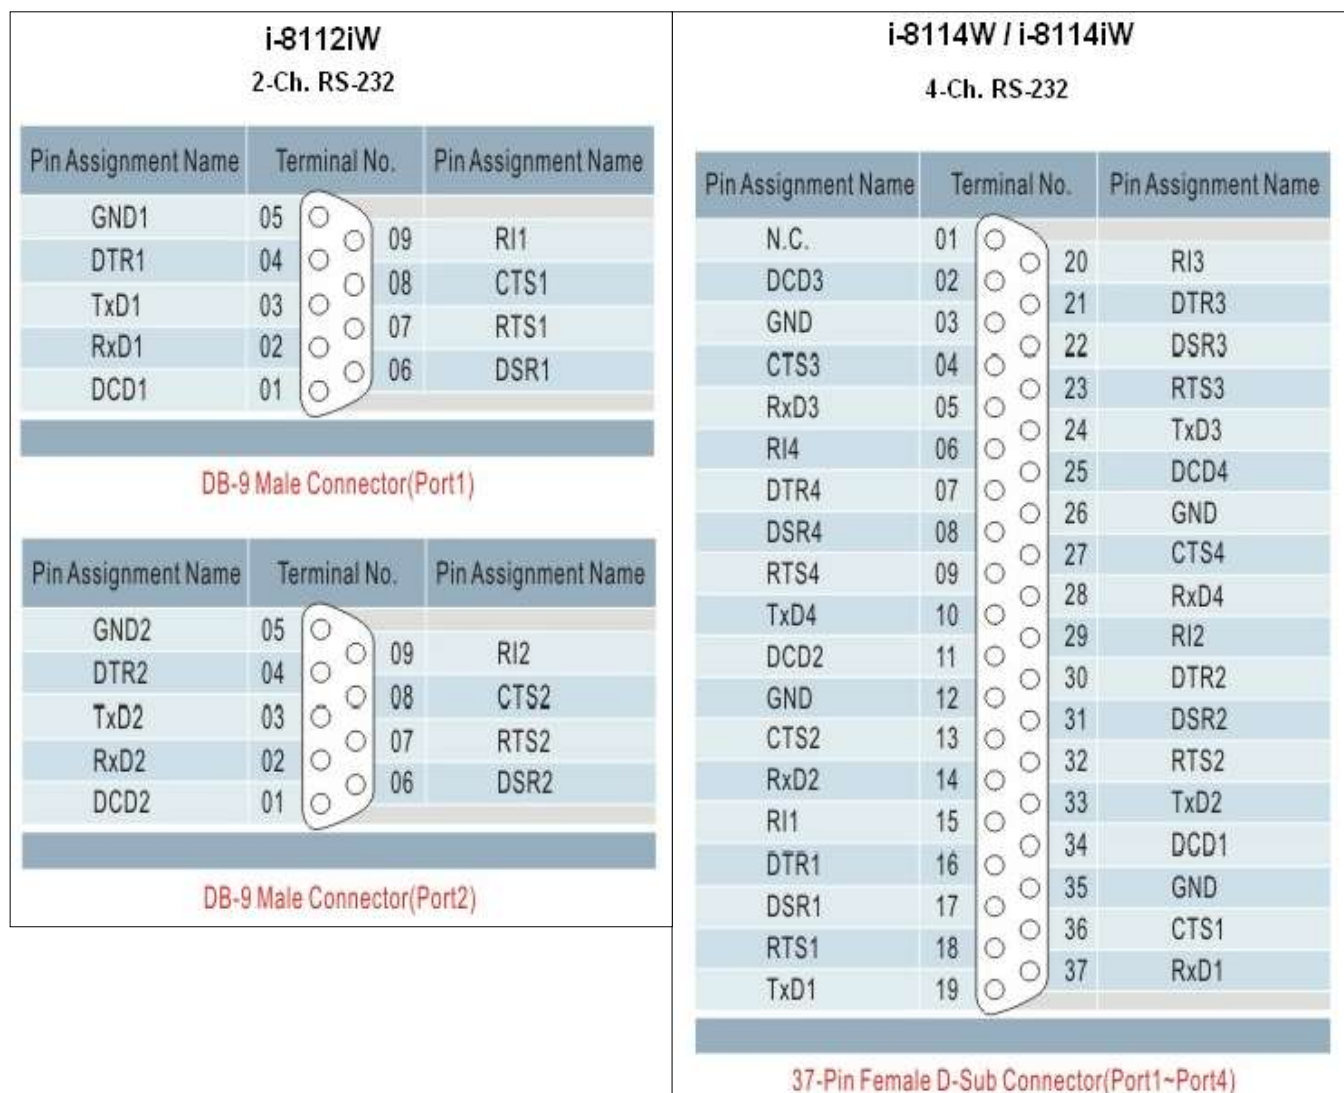 i-8112iW
2-Ch. RS-232
Pin Assignment Name Terminal No. Pin Assignment Name
GND1 05
09 RI1
DTR1 04
08 CTS1
TxD1 03
07 RTS1
RxD1 02
06 DSR1
DCD1 01
DB-9 Male Connector(Port1)
Pin Assignment Name Terminal No. Pin Assignment Name
GND2 05
09 RI2
DTR2 04
08 CTS2
TxD2 03
07 RTS2
RxD2 02
06 DSR2
DCD2 01
DB-9 Male Connector(Port2)
i-8114W / i-8114iW
4-Ch. RS-232
Pin Assignment Name Terminal No. Pin Assignment Name
N.C. 01
20 RI3
DCD3 02
21 DTR3
GND 03
22 DSR3
CTS3 04
23 RTS3
RxD3 05
24 TxD3
RI4 06
25 DCD4
DTR4 07
26 GND
DSR4 08
27 CTS4
RTS4 09
28 RxD4
TxD4 10
29 RI2
DCD2 11
30 DTR2
GND 12
31 DSR2
CTS2 13
32 RTS2
RxD2 14
33 TxD2
RI1 15
34 DCD1
DTR1 16
35 GND
DSR1 17
36 CTS1
RTS1 18
37 RxD1
TxD1 19
37-Pin Female D-Sub Connector(Port1~Port4)